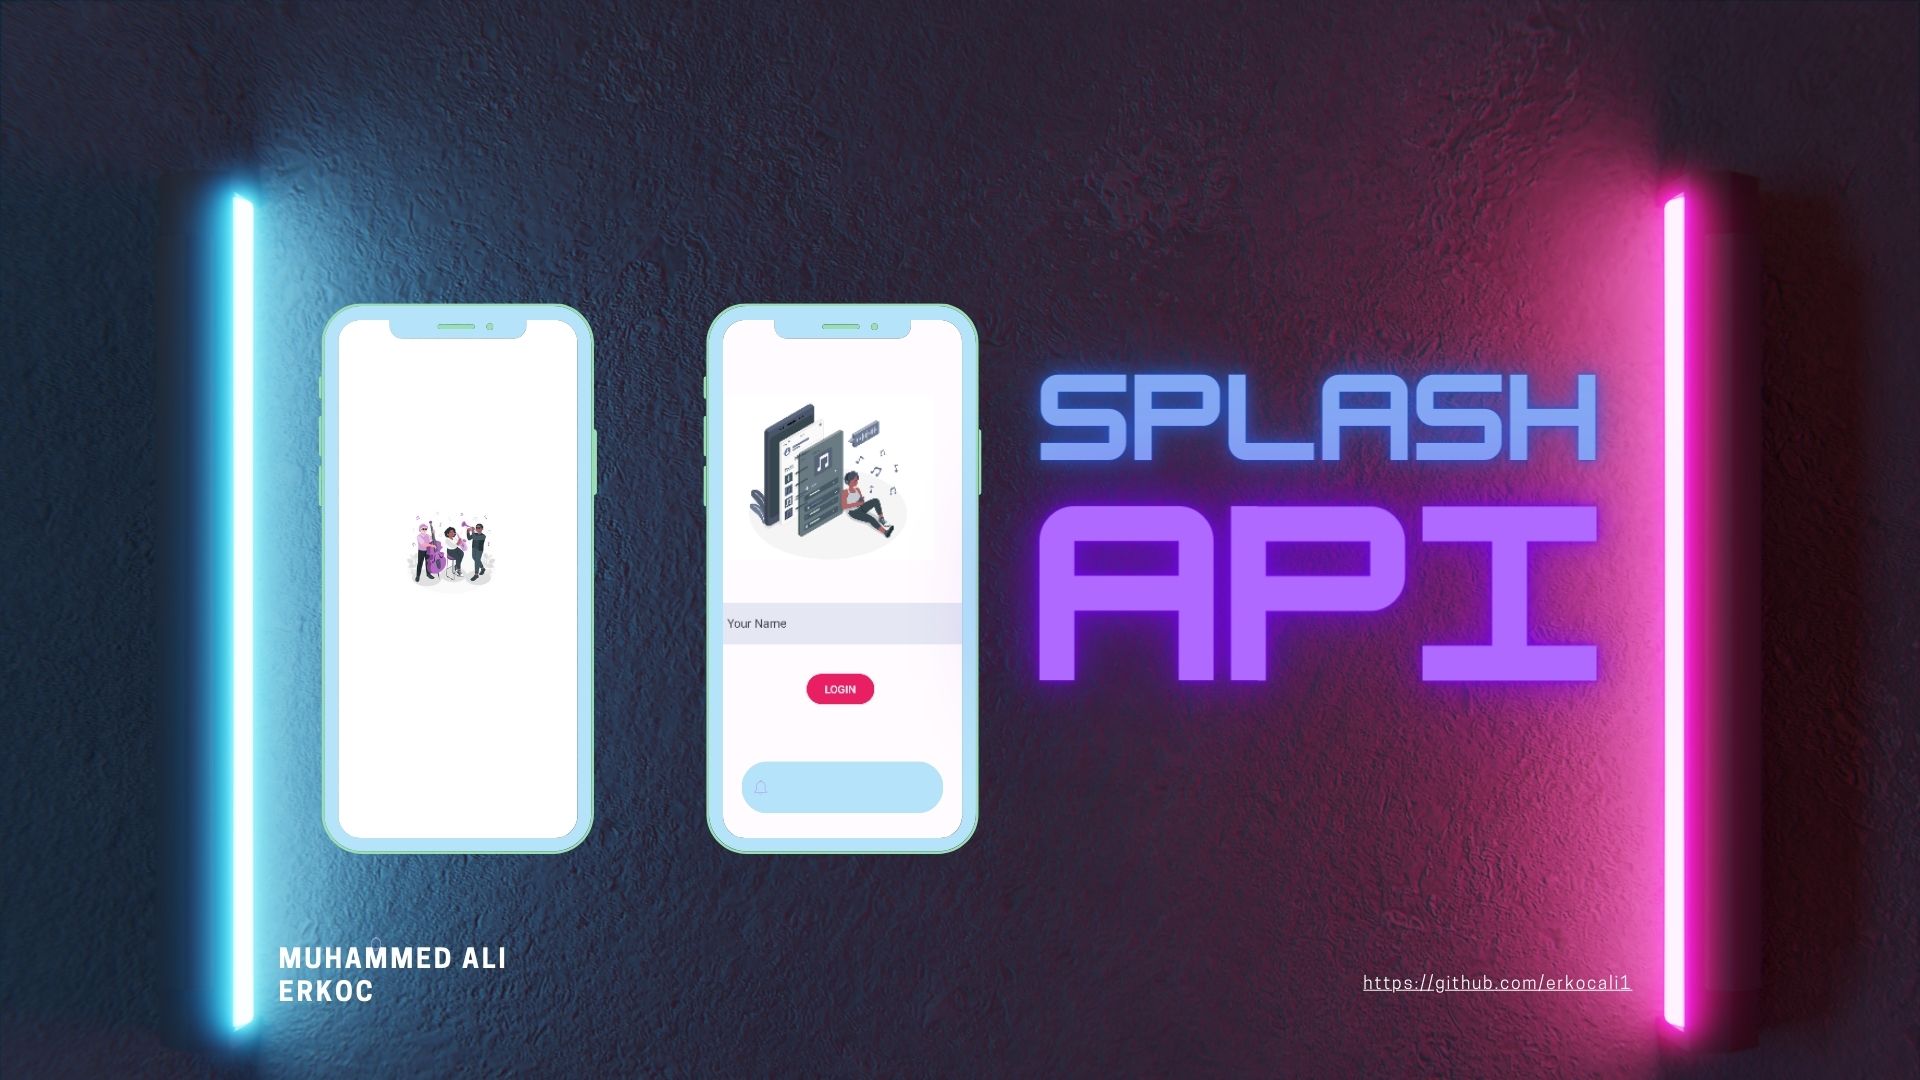 SPLASH
API
Your Name
LOGIN
MUHAMMED ALI
ERKOC
https://github.com/erkocali1